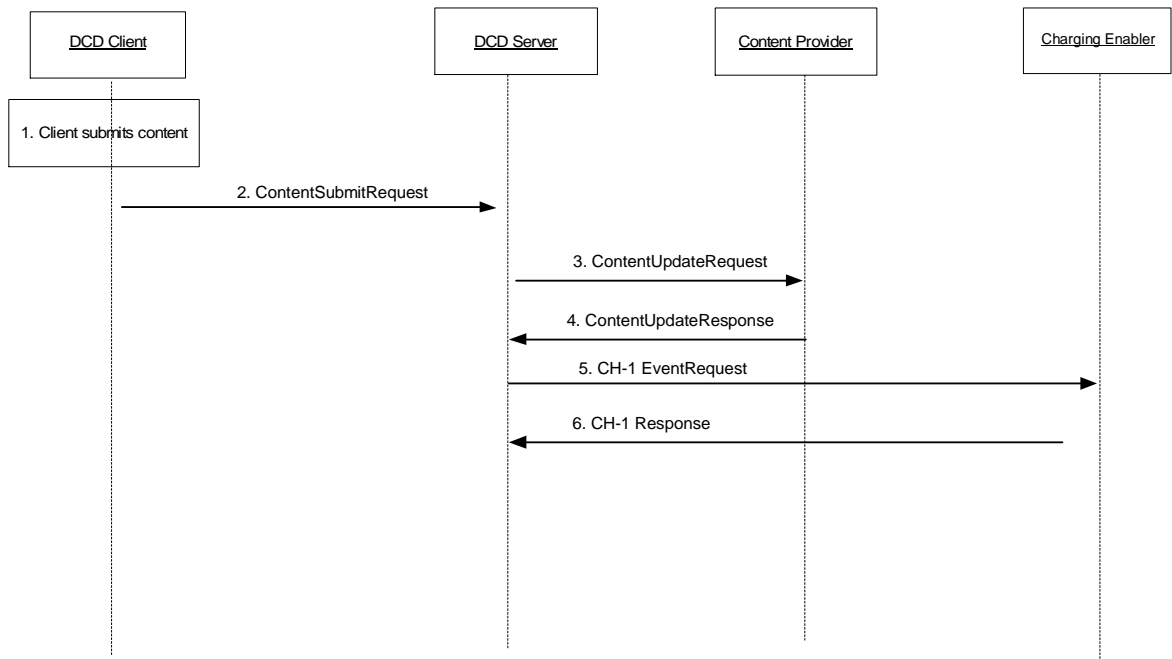 DCD Client
DCD Server
Content Provider
Charging Enabler
1. Client submits content
2. ContentSubmitRequest
3. ContentUpdateRequest
4. ContentUpdateResponse
5. CH-1 EventRequest
6. CH-1 Response